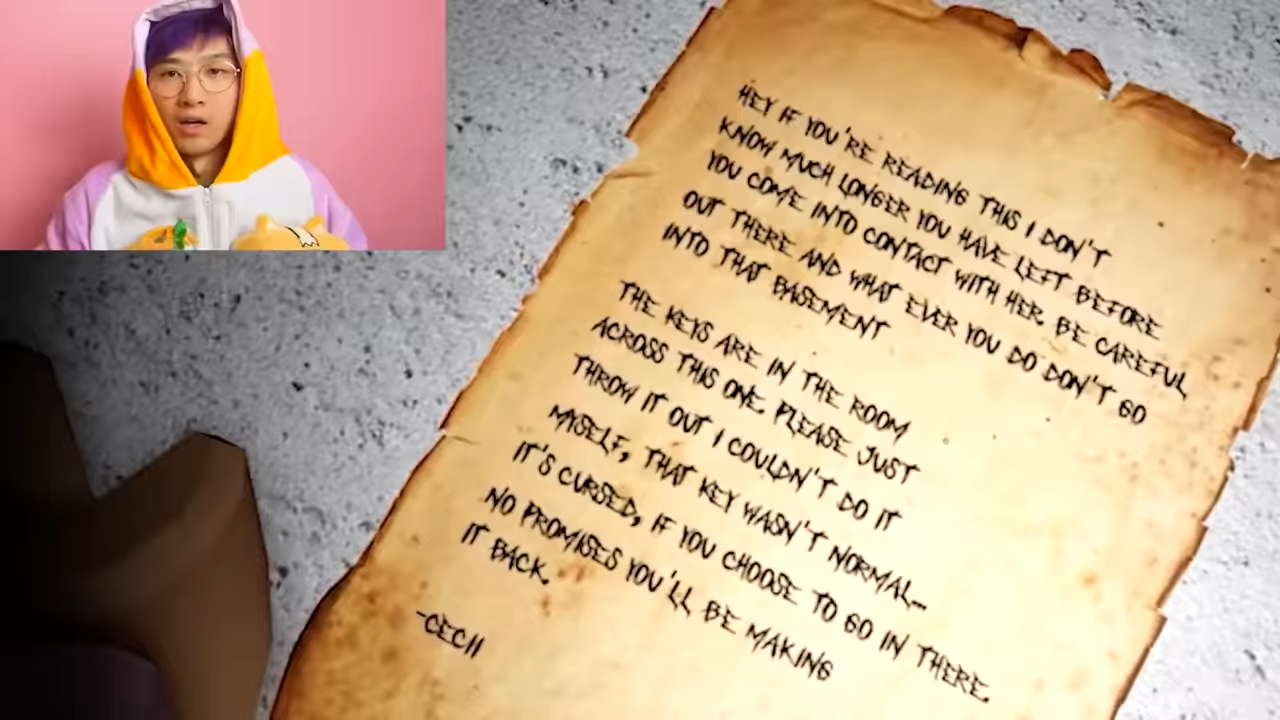 HEY IF YOU'RE READING THIS I DON'T
KNOW MUCH LONGER YOU HAVE LEFT BEFORE
YOU COME INTO CONTACT WITH HER. BE CAREFUL
OUT THERE AND WHAT EVER YOU DO DON'T GO
INTO THAT BASEMENT
THE KEYS ARE IN THE ROOM
ACROSS THIS ONE. PLEASE JUST
THROW IT OUT I COULDN'T DO IT
MYSELF, THAT KEY WASN'T NORMAL...
IT'S CURSED, IF YOU CHOOSE TO GO IN THERE.
NO PROMISES YOU'LL BE MAKING
IT BACK.
-CECII